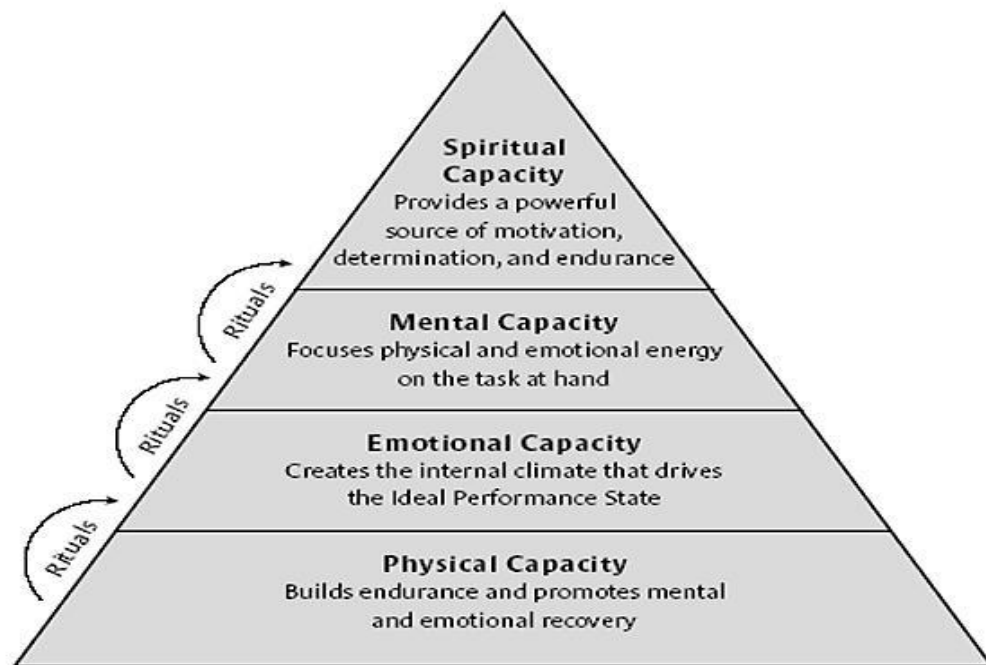 Spiritual
Capacity
Provides a powerful
source of motivation,
determination, and endurance
Rituals
Mental Capacity
Focuses physical and emotional energy
on the task at hand
Rituals
Emotional Capacity
Creates the internal climate that drives
the Ideal Performance State
Rituals
Physical Capacity
Builds endurance and promotes mental
and emotional recovery